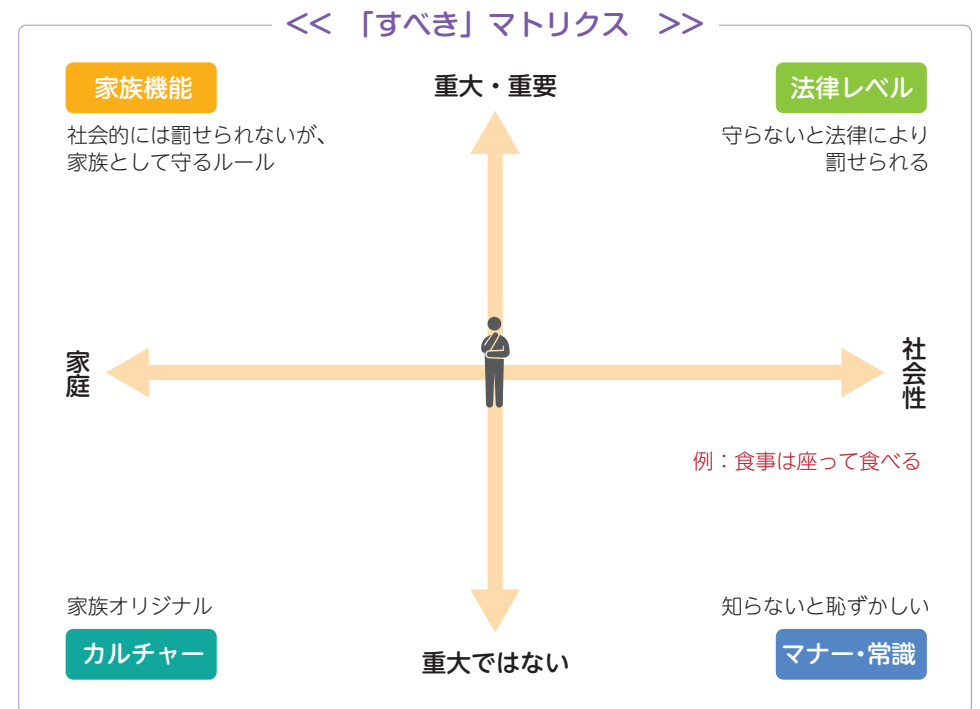 << 「すべき」マトリクス >>
家族機能
社会的には罰せられないが、
家族として守るルール
重大・重要
法律レベル
守らないと法律により
罰せられる
家庭
社会性
例：食事は座って食べる
家族オリジナル
カルチャー
重大ではない
知らないと恥ずかしい
マナー・常識